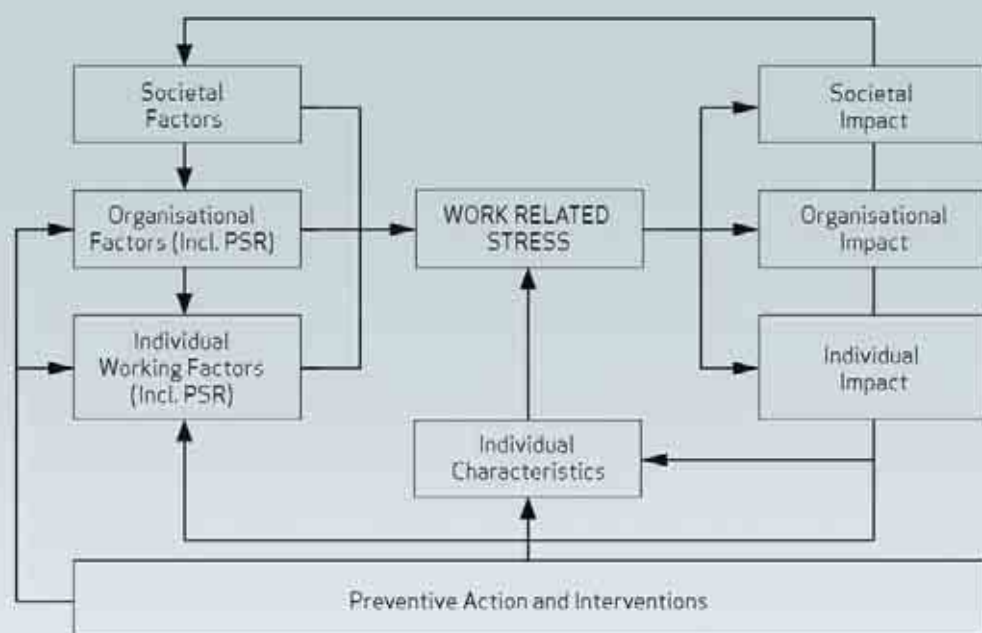 Societal
Factors
Organisational
Factors (Incl. PSR)
Individual
Working Factors
(Incl. PSR)
WORK RELATED
STRESS
Individual
Characteristics
Societal
Impact
Organisational
Impact
Individual
Impact
Preventive Action and Interventions